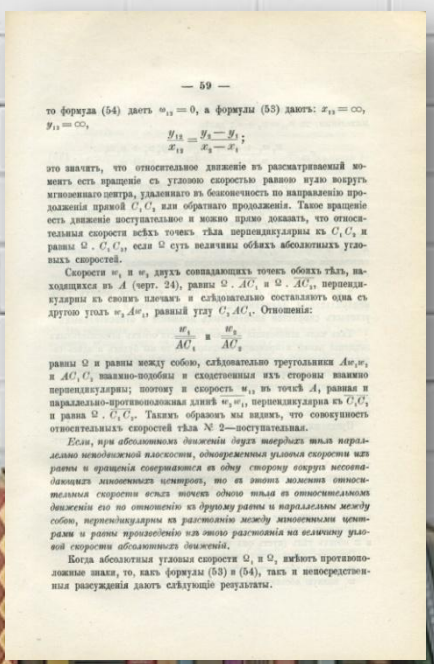 — 59 —
то формула (54) даетъ w₁₂ = 0, а формулы (53) даютъ: x₁₂ = ∞,
y₁₂ = ∞,
y₁₂ / x₁₂ = (y₂ — y₁) / (x₂ — x₁);
это значитъ, что относительное движеніе въ разсматриваемый мо-
ментъ есть вращеніе съ угловою скоростью равною нулю вокругъ
мгновеннаго центра, удаленнаго въ безконечность по направленію про-
долженія прямой C₁C₂ или обратнаго продолженія. Такое вращеніе
есть движеніе поступательное и можно прямо доказать, что относи-
тельныя скорости всѣхъ точекъ тѣла перпендикулярны къ C₁C₂ и
равны Ω . C₁C₂, если Ω суть величины обѣихъ абсолютныхъ угло-
выхъ скоростей.
Скорости w₁ и w₂ двухъ совпадающихъ точекъ обоихъ тѣлъ, на-
ходящихся въ A (черт. 24), равны Ω . AC₁ и Ω . AC₂, перпенди-
кулярны къ своимъ плечамъ и слѣдовательно составляютъ одна съ
другою уголъ w₂Aw₁, равный углу C₂AC₁. Отношенія:
w₁ / AC₁ и w₂ / AC₂
равны Ω и равны между собою, слѣдовательно треугольники Aw₁w₂
и AC₁C₂ взаимно-подобны и сходственныя ихъ стороны взаимно
перпендикулярны; поэтому и скорость u₁₂ въ точкѣ A, равная и
параллельно-противоположная длинѣ w₂w₁, перпендикулярна къ C₁C₂
и равна Ω . C₁C₂. Такимъ образомъ мы видимъ, что совокупность
относительныхъ скоростей тѣла № 2—поступательная.
Если, при абсолютномъ движеніи двухъ твердыхъ тѣлъ парал-
лельно неподвижной плоскости, одновременныя угловыя скорости ихъ
равны и вращенія совершаются въ одну сторону вокругъ несовпа-
дающихъ мгновенныхъ центровъ, то въ этотъ моментъ относи-
тельныя скорости всѣхъ точекъ одного тѣла въ относительномъ
движеніи его по отношенію къ другому равны и параллельны между
собою, перпендикулярны къ разстоянію между мгновенными цент-
рами и равны произведенію изъ этого разстоянія на величину угло-
вой скорости абсолютныхъ движеній.
Когда абсолютныя угловыя скорости Ω₁ и Ω₂ имѣютъ противопо-
ложные знаки, то, какъ формулы (53) и (54), такъ и непосредствен-
ныя разсужденія даютъ слѣдующіе результаты.